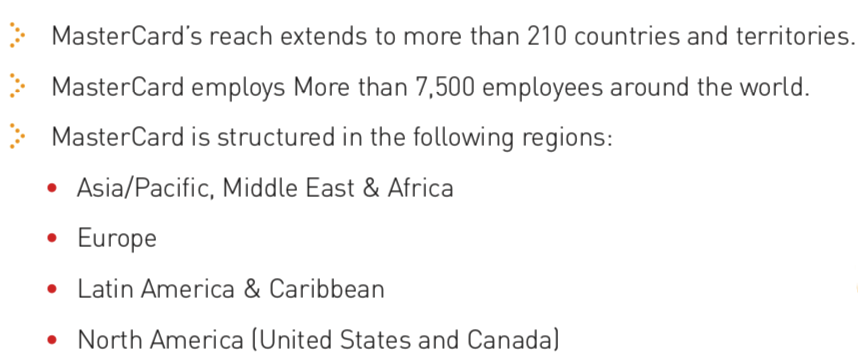 MasterCard’s reach extends to more than 210 countries and territories.
MasterCard employs More than 7,500 employees around the world.
MasterCard is structured in the following regions:
• Asia/Pacific, Middle East & Africa
• Europe
• Latin America & Caribbean
• North America (United States and Canada)